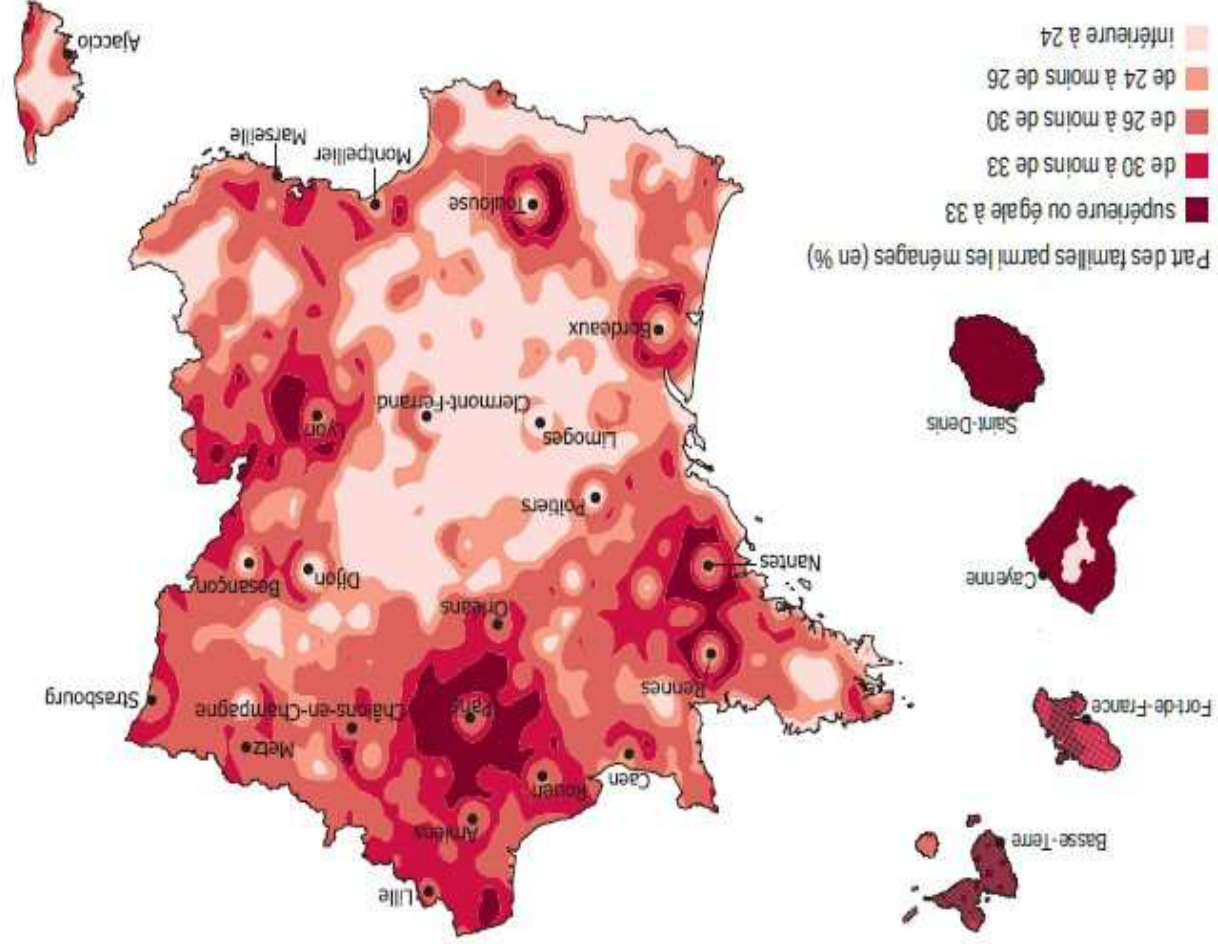 Basse-Terre
Fort-de-France
Cayenne
Saint-Denis
Part des familles parmi les ménages (en %)
supérieure ou égale à 33
de 30 à moins de 33
de 26 à moins de 30
de 24 à moins de 26
inférieure à 24
Lille
Amiens
Rouen
Caen
Metz
Châlons-en-Champagne
Paris
Strasbourg
Rennes
Orléans
Nantes
Dijon
Besançon
Poitiers
Limoges
Clermont-Ferrand
Lyon
Bordeaux
Toulouse
Montpellier
Marseille
Ajaccio